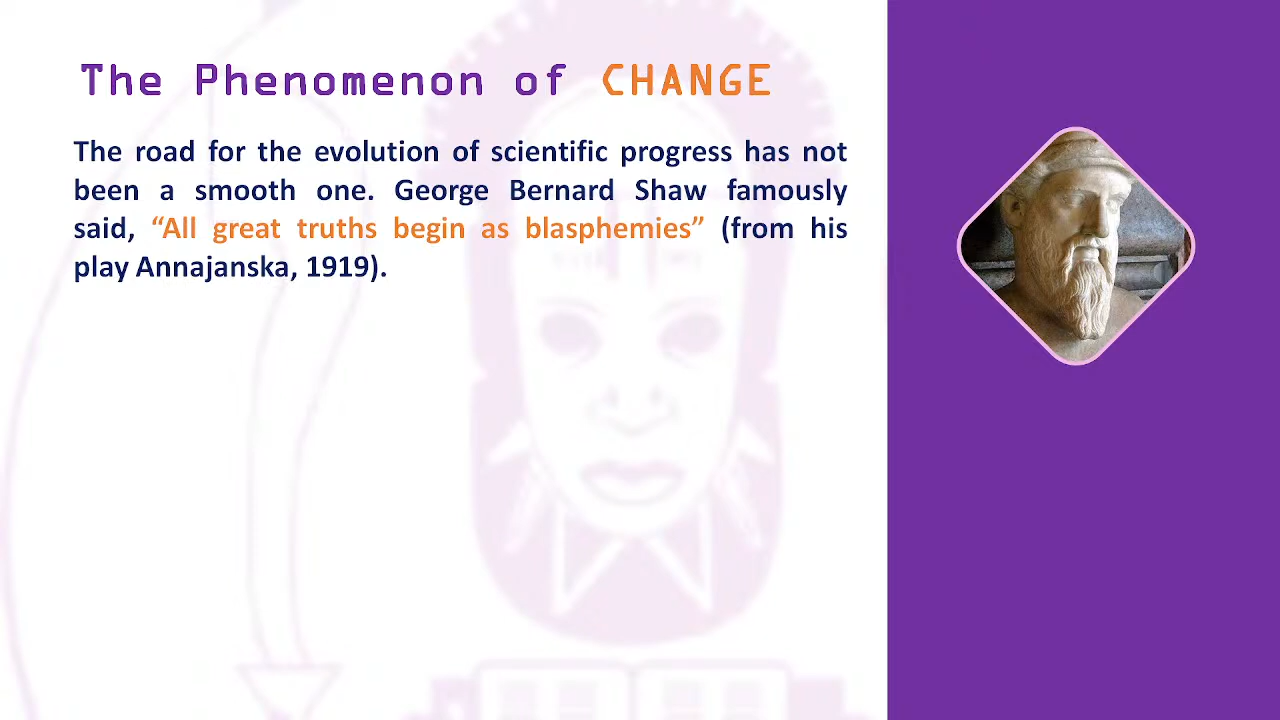 The Phenomenon of CHANGE
The road for the evolution of scientific progress has not
been a smooth one. George Bernard Shaw famously
said, “All great truths begin as blasphemies” (from his
play Annajanska, 1919).